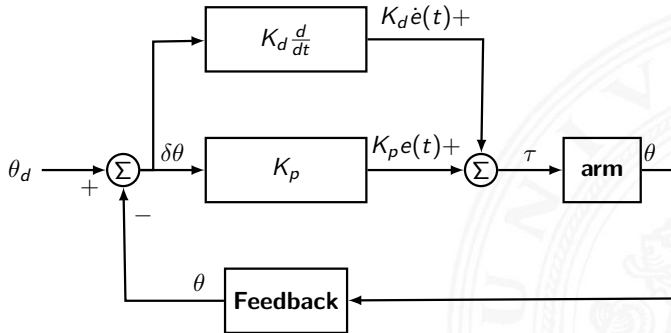 K_d d/dt
K_d ė(t)+
θ_d
+
Σ
−
δθ
K_p
K_p e(t)+
Σ
τ
arm
θ
θ
Feedback
U N I V